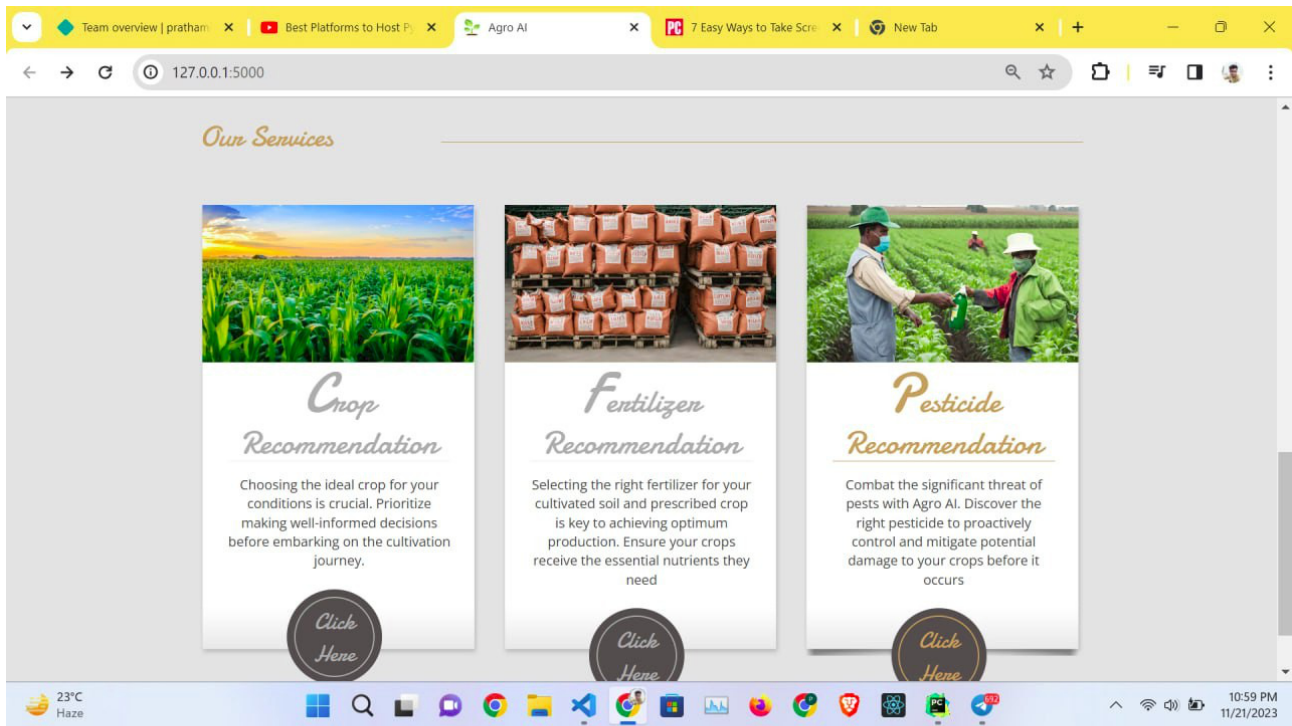 Team overview | pratham
Best Platforms to Host Py
Agro AI
PC
7 Easy Ways to Take Scre
New Tab
127.0.0.1:5000
Our Services
Crop
Recommendation
Choosing the ideal crop for your
conditions is crucial. Prioritize
making well-informed decisions
before embarking on the cultivation
journey.
Click
Here
Fertilizer
Recommendation
Selecting the right fertilizer for your
cultivated soil and prescribed crop
is key to achieving optimum
production. Ensure your crops
receive the essential nutrients they
need
Click
Here
Pesticide
Recommendation
Combat the significant threat of
pests with Agro AI. Discover the
right pesticide to proactively
control and mitigate potential
damage to your crops before it
occurs
Click
Here
23°C
Haze
PC
10:59 PM
11/21/2023